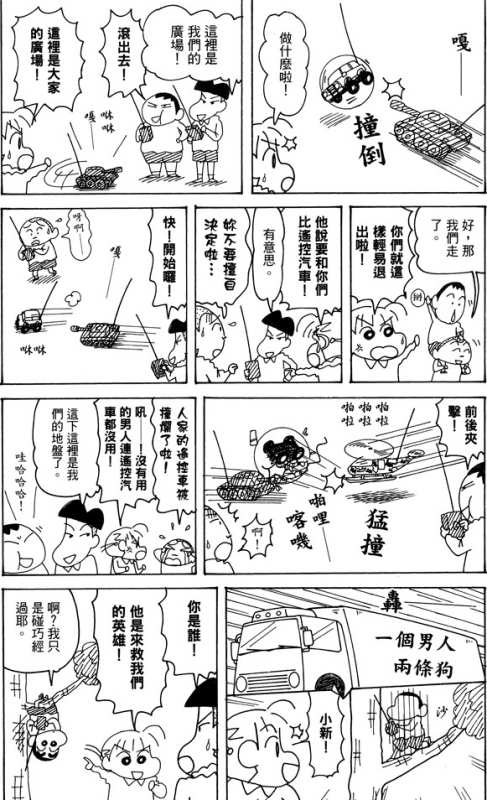 嘎—
撞倒
做什麼啦！
這裡是
我們的
廣場！
滾出去！
這裡是大家
的廣場！
嘎
咻咻
好，那
我們走
了。
你們就這
樣輕易退
出啦！
他說要和你們
比遙控汽車！
有意思。
妳不要擅自
決定啦…
快！開始囉！
嘎
呀啊
咻咻
前後夾
擊！
啪啦
啪啦
啪啦
猛撞
啪哩
喀嘰
啊！
人家的遙控車被
撞爛了啦！
吼—！沒有用
的男人連遙控汽
車都沒用！
這下這裡是我
們的地盤了。
哇哈哈哈！
轟
一個男人
兩條狗
沙
小新！
你是誰！
他是來救我們
的英雄！
啊？我只
是碰巧經
過耶。